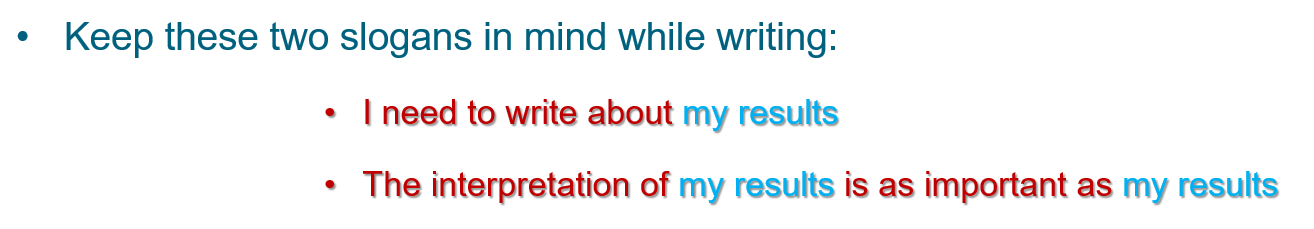 • Keep these two slogans in mind while writing:
• I need to write about my results
• The interpretation of my results is as important as my results